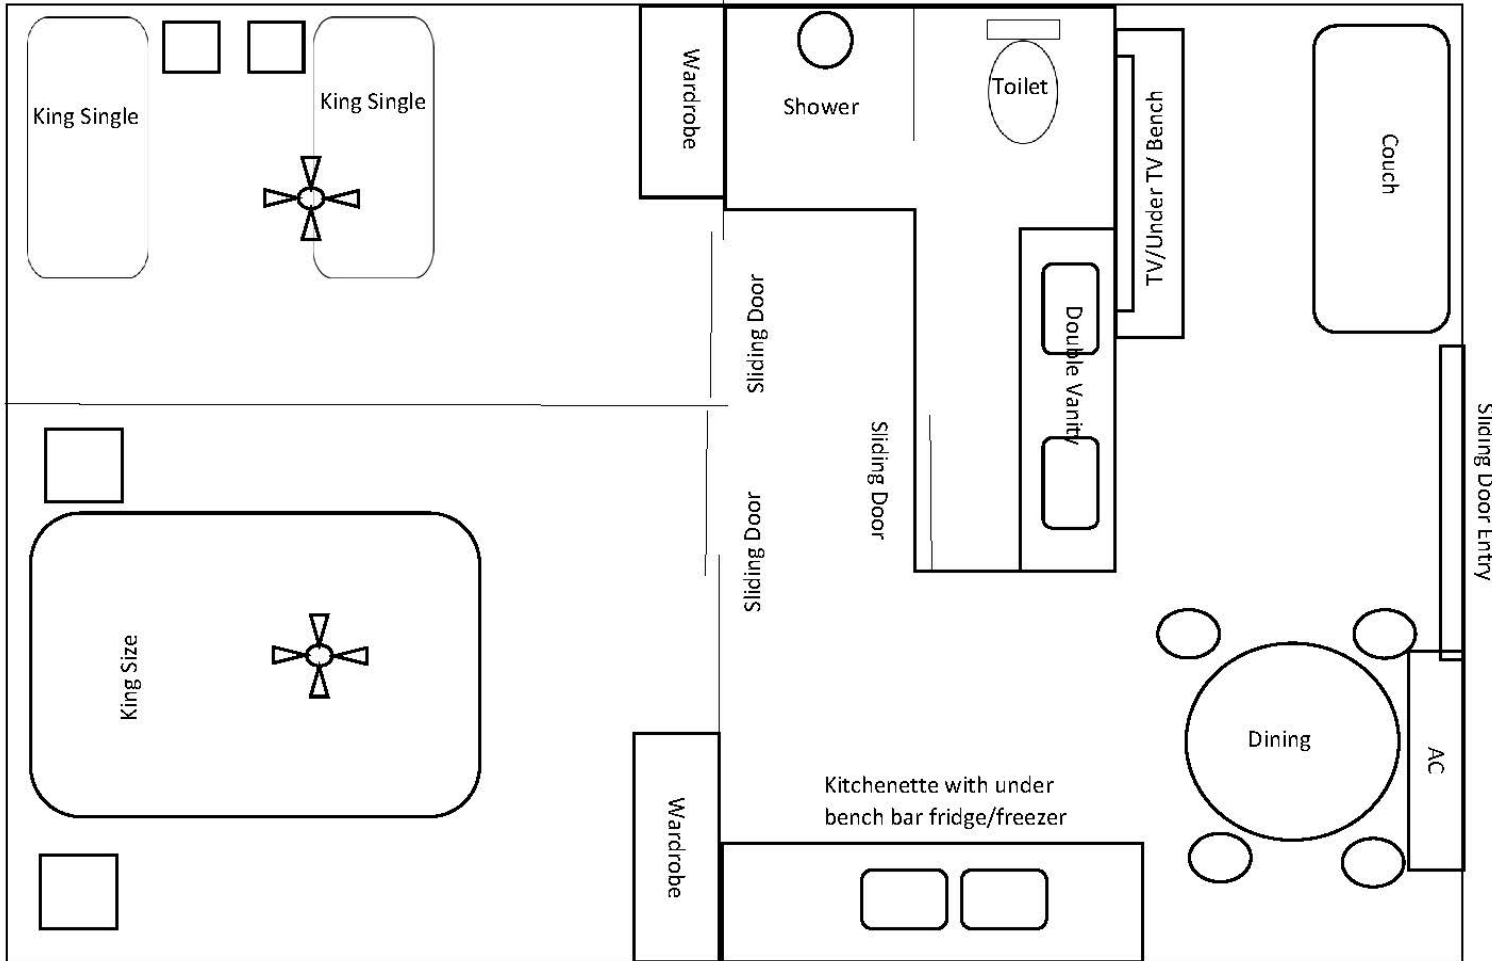 King Single
King Single
Wardrobe
Shower
Toilet
TV/Under TV Bench
Couch
Sliding Door
Double Vanity
Sliding Door
Sliding Door
Sliding Door Entry
King Size
Wardrobe
Kitchenette with under
bench bar fridge/freezer
Dining
AC